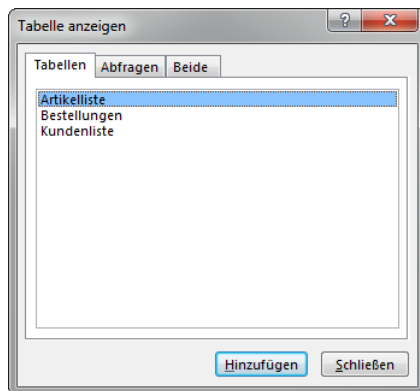 Tabelle anzeigen
?
Tabellen Abfragen Beide
Artikelliste
Bestellungen
Kundenliste
Hinzufügen Schließen